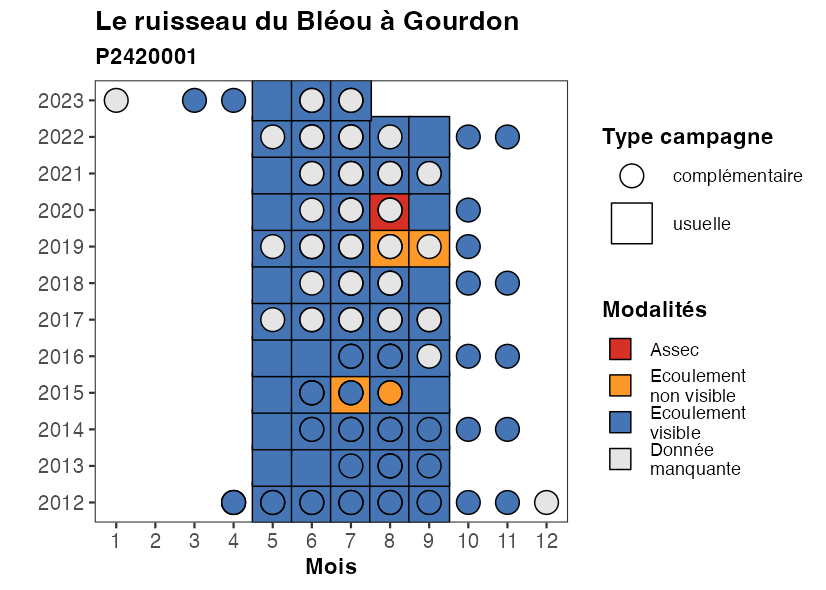 Le ruisseau du Bléou à Gourdon
P2420001
2023
2022
2021
2020
2019
2018
2017
2016
2015
2014
2013
2012
1 2 3 4 5 6 7 8 9 10 11 12
Mois
Type campagne
complémentaire
usuelle
Modalités
Assec
Ecoulement
non visible
Ecoulement
visible
Donnée
manquante